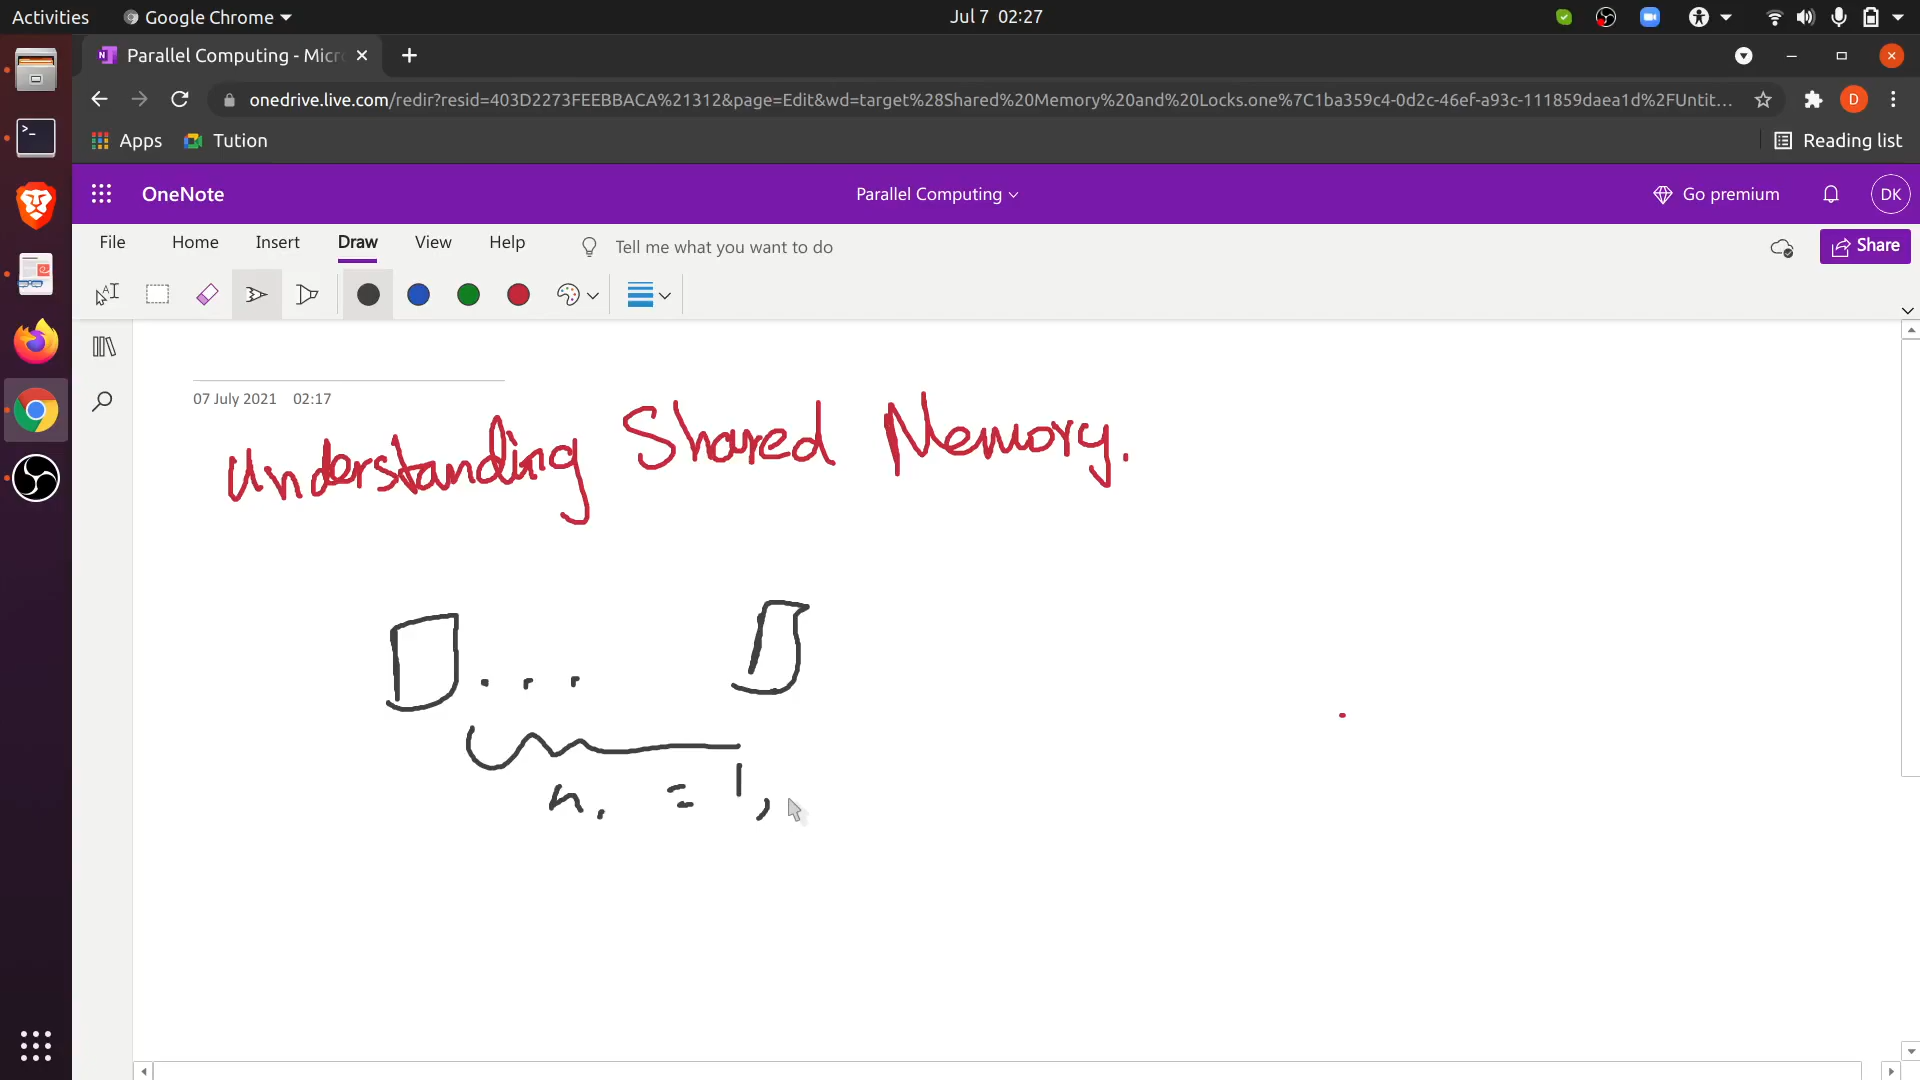 Activities Google Chrome Jul 7 02:27
Parallel Computing - Micr
onedrive.live.com/redir?resid=403D2273FEEBBACA%21312&page=Edit&wd=target%28Shared%20Memory%20and%20Locks.one%7C1ba359c4-0d2c-46ef-a93c-111859daea1d%2FUntit... D
Apps Tution Reading list
OneNote Parallel Computing Go premium DK
File Home Insert Draw View Help Tell me what you want to do Share
07 July 2021 02:17
Understanding Shared Memory.
...
n. = 1,